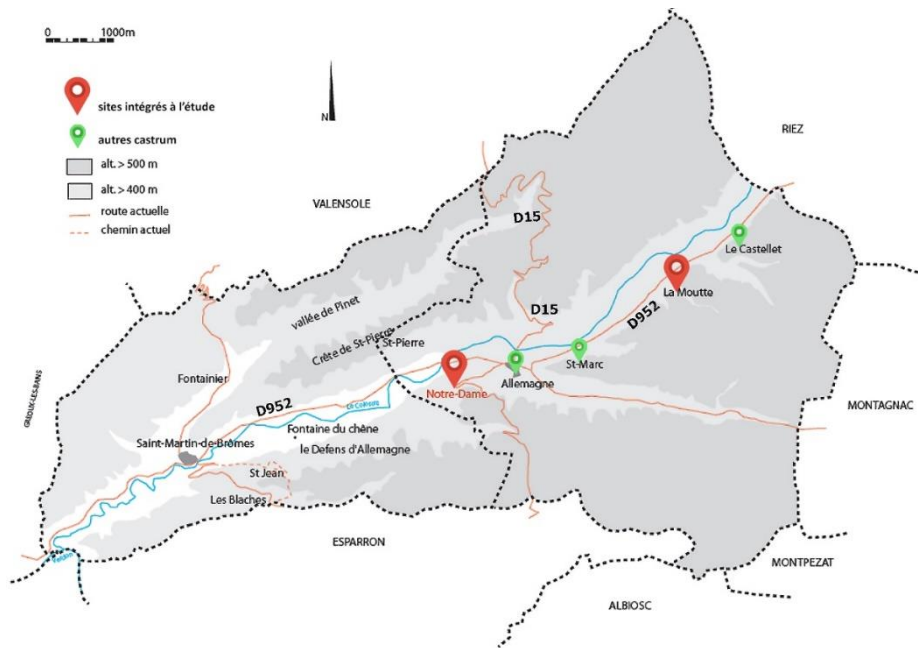 0 1000m
sites intégrés à l'étude
autres castrum
alt. > 500 m
alt. > 400 m
route actuelle
chemin actuel
N
RIEZ
VALENSOLE
D15
Le Castellet
La Moutte
vallée de Pinet
D15
D952
Crête de St-Pierre
St-Pierre
St-Marc
Allemagne
Fontainier
Notre-Dame
GREOUX-LES-BAINS
D952
MONTAGNAC
Fontaine du chêne
Saint-Martin-de-Brômes
le Defens d'Allemagne
St Jean
Les Blaches
ESPARRON
MONTPEZAT
ALBIOSC